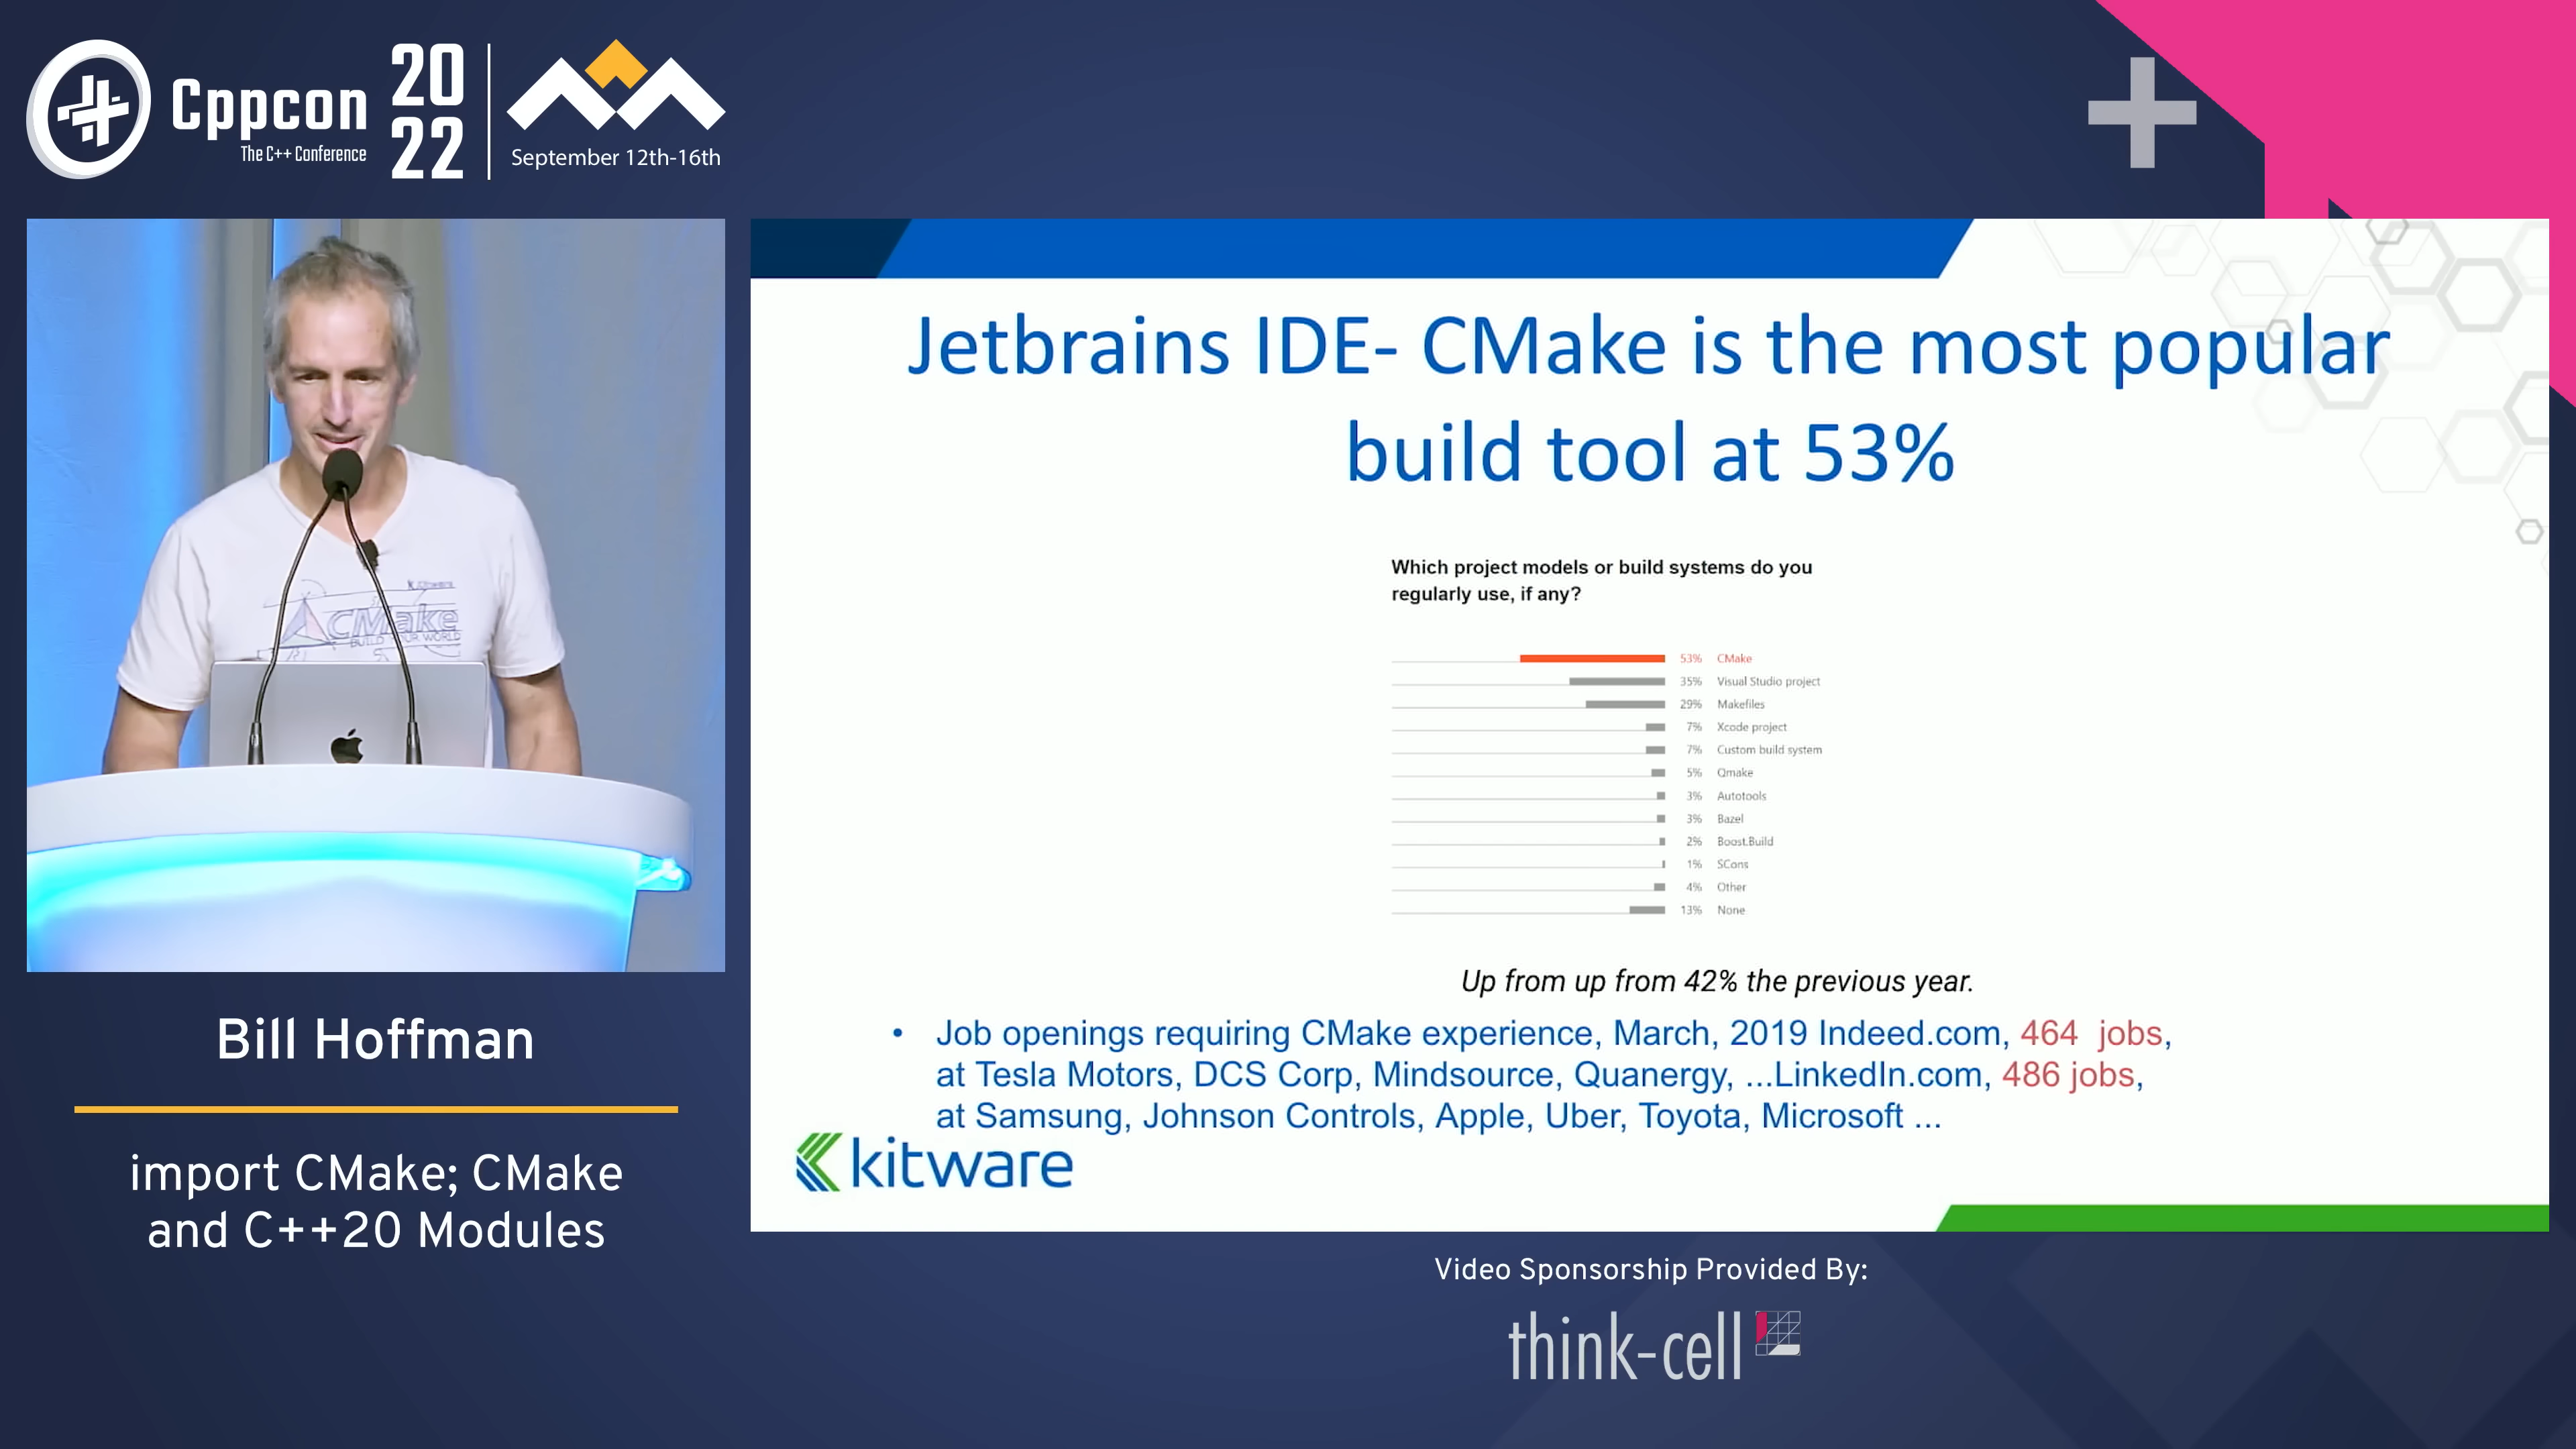 Cppcon
The C++ Conference
20
22
September 12th-16th
Jetbrains IDE- CMake is the most popular
build tool at 53%
Which project models or build systems do you
regularly use, if any?
53% CMake
35% Visual Studio project
29% Makefiles
7% Xcode project
7% Custom build system
5% Qmake
3% Autotools
3% Bazel
2% Boost.Build
1% SCons
4% Other
13% None
Up from up from 42% the previous year.
• Job openings requiring CMake experience, March, 2019 Indeed.com, 464 jobs,
at Tesla Motors, DCS Corp, Mindsource, Quanergy, ...LinkedIn.com, 486 jobs,
at Samsung, Johnson Controls, Apple, Uber, Toyota, Microsoft ...
kitware
CMake
BUILD YOUR WORLD
Bill Hoffman
import CMake; CMake
and C++20 Modules
Video Sponsorship Provided By:
think-cell